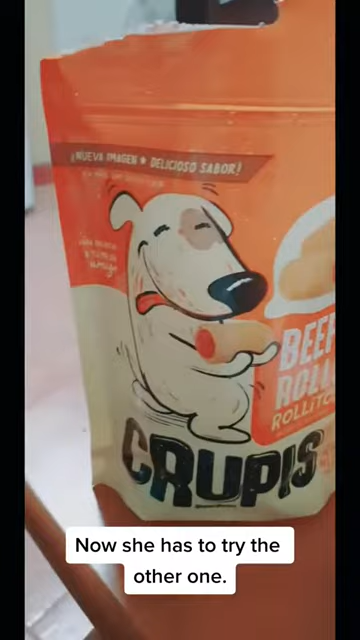 ¡NUEVA IMAGEN * DELICIOSO SABOR!
BEEF
ROLL
ROLLITO
CRUPIS
Now she has to try the
other one.